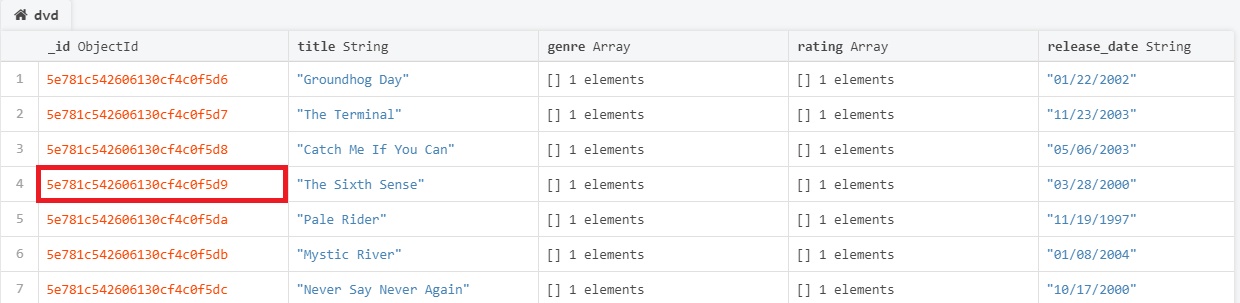 dvd
_id ObjectId title String genre Array rating Array release_date String
1 5e781c542606130cf4c0f5d6 "Groundhog Day" [] 1 elements [] 1 elements "01/22/2002"
2 5e781c542606130cf4c0f5d7 "The Terminal" [] 1 elements [] 1 elements "11/23/2003"
3 5e781c542606130cf4c0f5d8 "Catch Me If You Can" [] 1 elements [] 1 elements "05/06/2003"
4 5e781c542606130cf4c0f5d9 "The Sixth Sense" [] 1 elements [] 1 elements "03/28/2000"
5 5e781c542606130cf4c0f5da "Pale Rider" [] 1 elements [] 1 elements "11/19/1997"
6 5e781c542606130cf4c0f5db "Mystic River" [] 1 elements [] 1 elements "01/08/2004"
7 5e781c542606130cf4c0f5dc "Never Say Never Again" [] 1 elements [] 1 elements "10/17/2000"